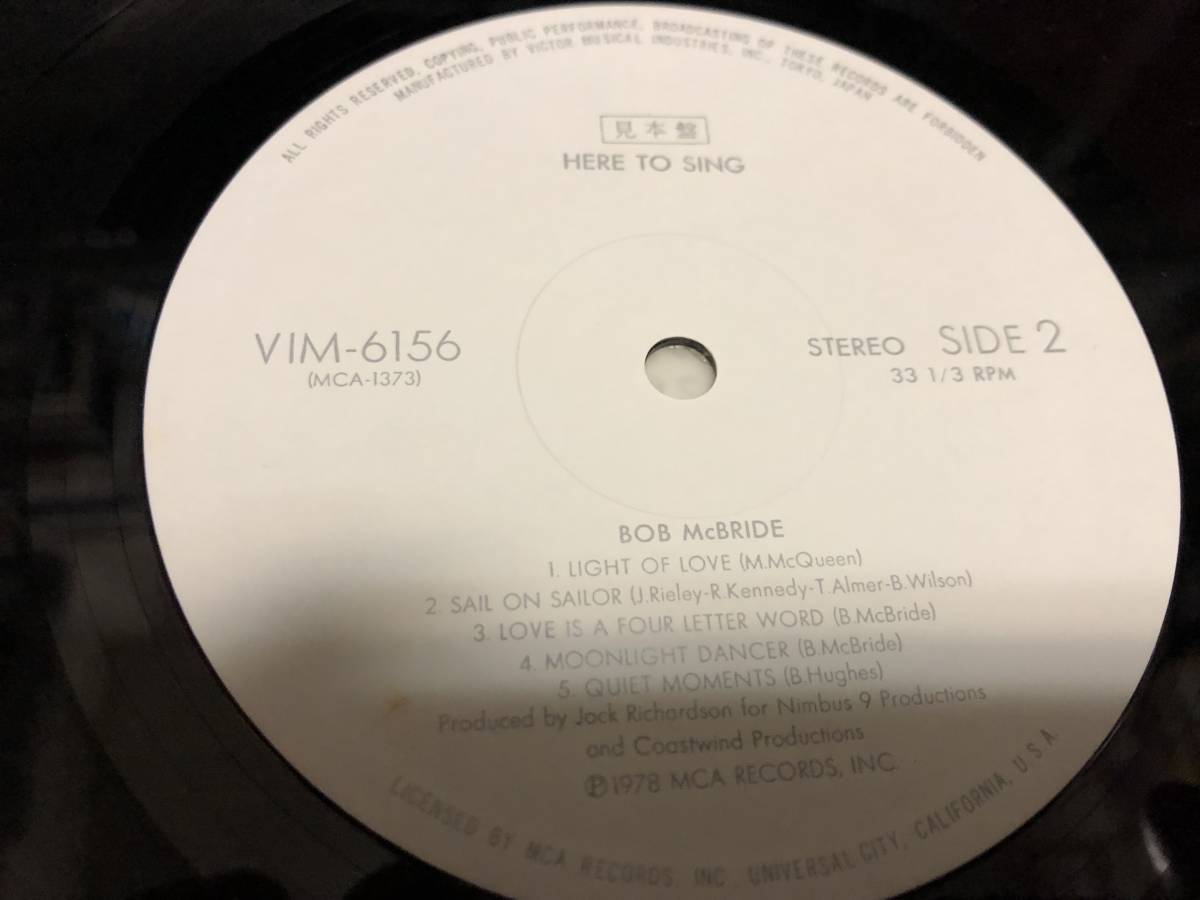 ALL RIGHTS RESERVED, COPYING, PUBLIC PERFORMANCE, BROADCASTING OF THESE RECORDS ARE FORBIDDEN
MANUFACTURED BY VICTOR MUSICAL INDUSTRIES, INC., TOKYO, JAPAN
見本盤
HERE TO SING
VIM-6156
(MCA-1373)
STEREO SIDE 2
33 1/3 RPM
BOB McBRIDE
1. LIGHT OF LOVE (M.McQueen)
2. SAIL ON SAILOR (J.Rieley-R.Kennedy-T.Almer-B.Wilson)
3. LOVE IS A FOUR LETTER WORD (B.McBride)
4. MOONLIGHT DANCER (B.McBride)
5. QUIET MOMENTS (B.Hughes)
Produced by Jack Richardson for Nimbus 9 Productions
and Coastwind Productions
Ⓟ1978 MCA RECORDS, INC.
LICENSED BY MCA RECORDS, INC. UNIVERSAL CITY, CALIFORNIA, U.S.A.